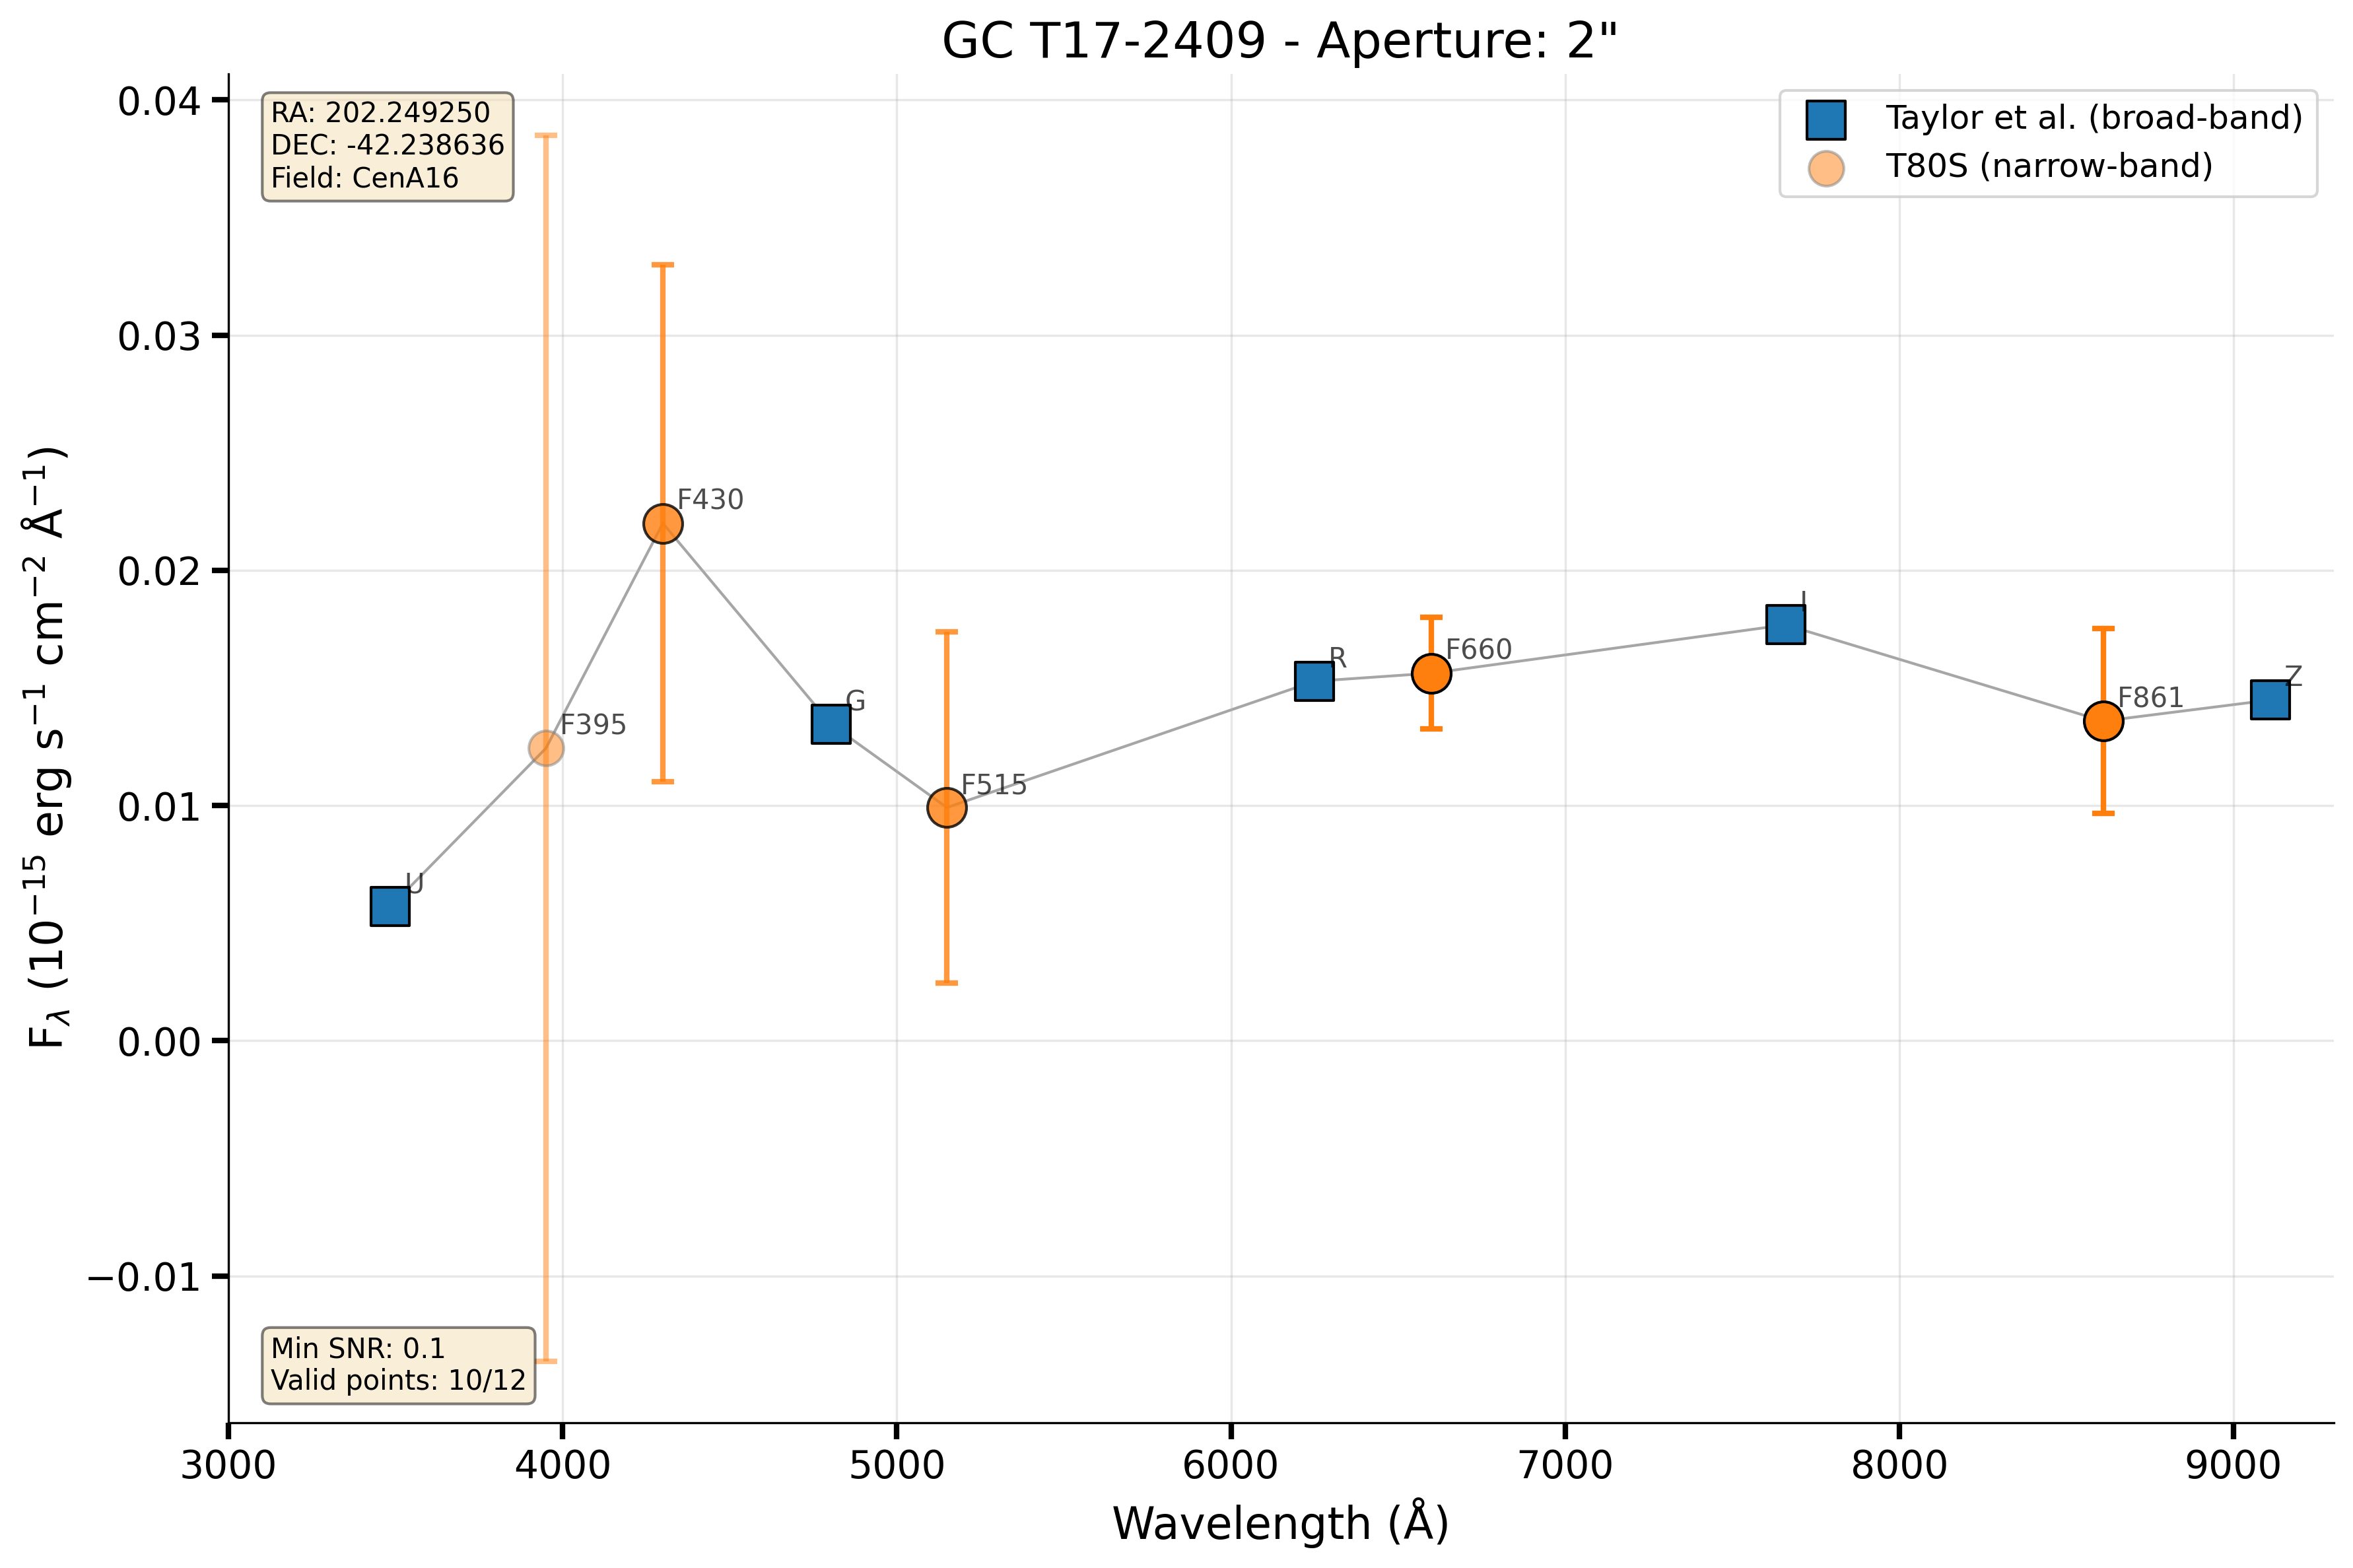 GC T17-2409 - Aperture: 2"
RA: 202.249250
DEC: -42.238636
Field: CenA16
Taylor et al. (broad-band)
T80S (narrow-band)
0.04
0.03
0.02
0.01
0.00
−0.01
F_λ (10⁻¹⁵ erg s⁻¹ cm⁻² Å⁻¹)
U
F395
F430
G
F515
R
F660
I
F861
Z
Min SNR: 0.1
Valid points: 10/12
3000 4000 5000 6000 7000 8000 9000
Wavelength (Å)